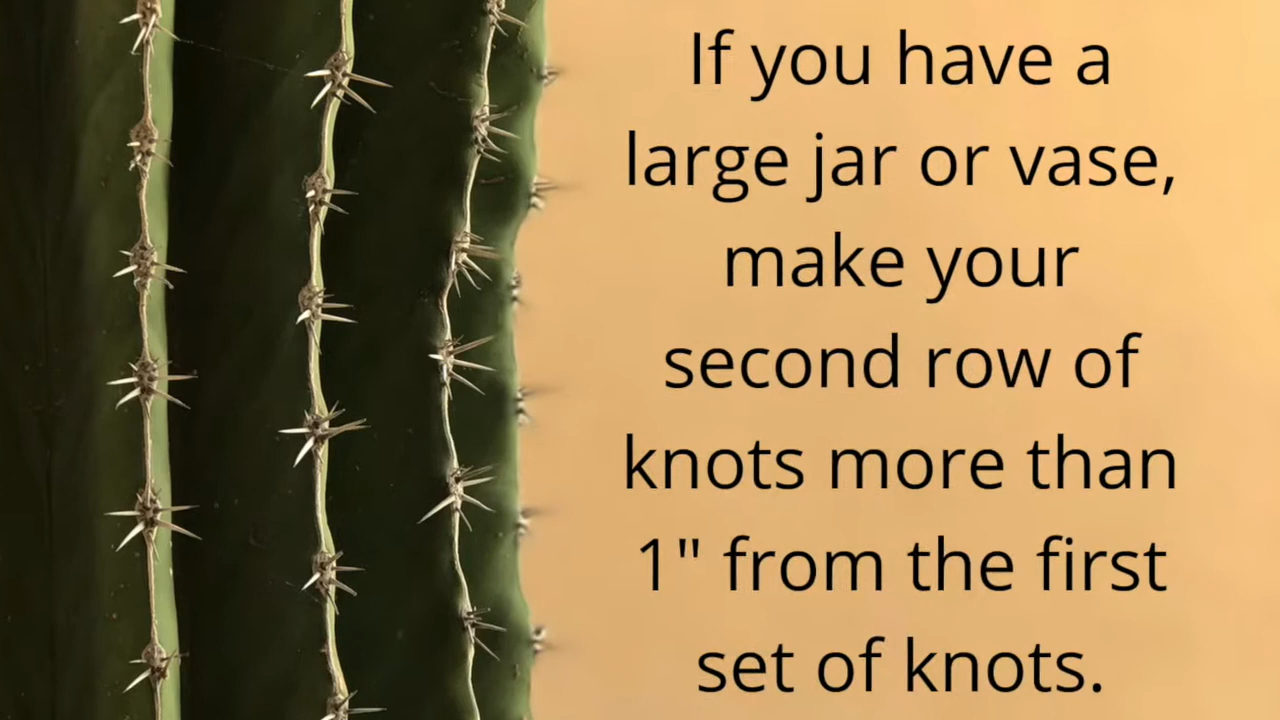 If you have a
large jar or vase,
make your
second row of
knots more than
1" from the first
set of knots.